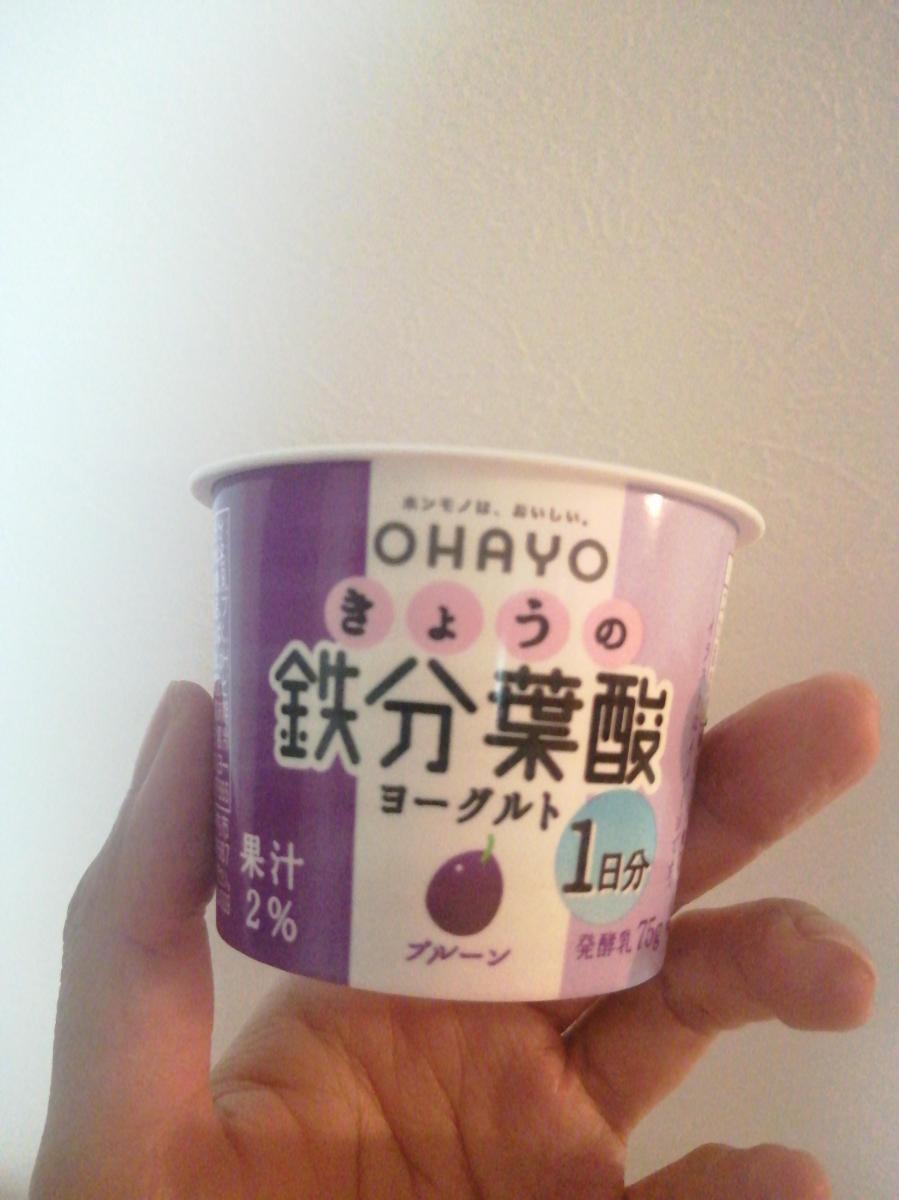 ホンモノは、おいしい。
OHAYO
きょうの
鉄分葉酸
ヨーグルト
1日分
果汁
2%
プルーン
発酵乳 75g